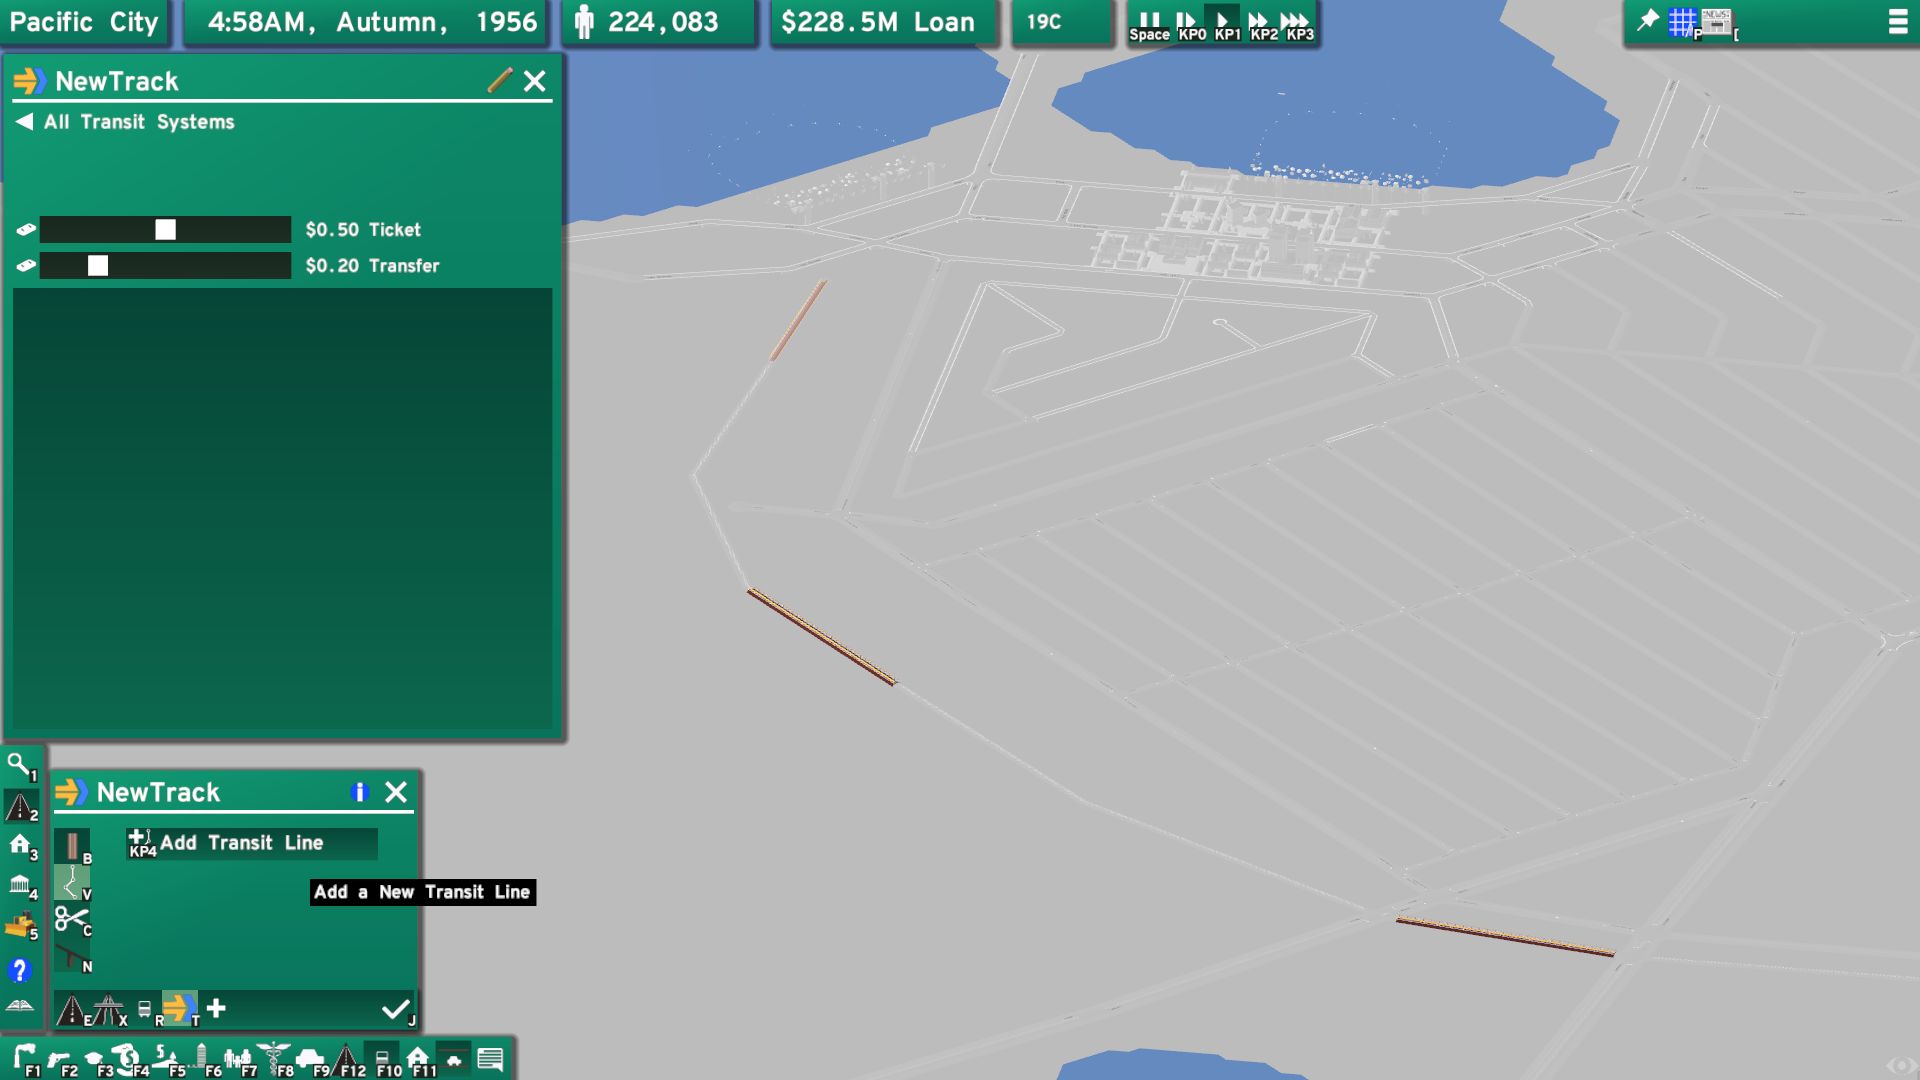 Pacific City
4:58AM, Autumn, 1956
224,083
$228.5M Loan
19C
Space
KP0
KP1
KP2
KP3
P
NEWS
[
NewTrack
All Transit Systems
$0.50 Ticket
$0.20 Transfer
1
2
3
4
5
?
NewTrack
i
B
KP4 Add Transit Line
V
Add a New Transit Line
C
N
E
X
R
T
J
F1
F2
F3
F4
F5
F6
F7
F8
F9
F12
F10
F11